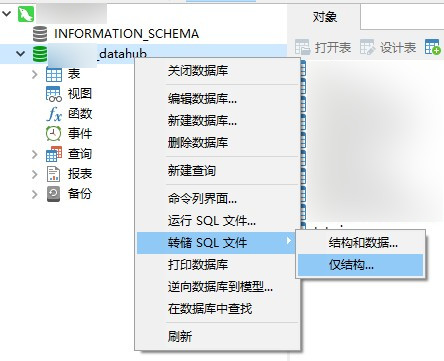 对象
INFORMATION_SCHEMA
打开表
设计表
_datahub
表
视图
函数
事件
查询
报表
备份
关闭数据库
编辑数据库...
新建数据库...
删除数据库
新建查询
命令列界面...
运行 SQL 文件...
转储 SQL 文件
打印数据库
逆向数据库到模型...
在数据库中查找
刷新
结构和数据...
仅结构...